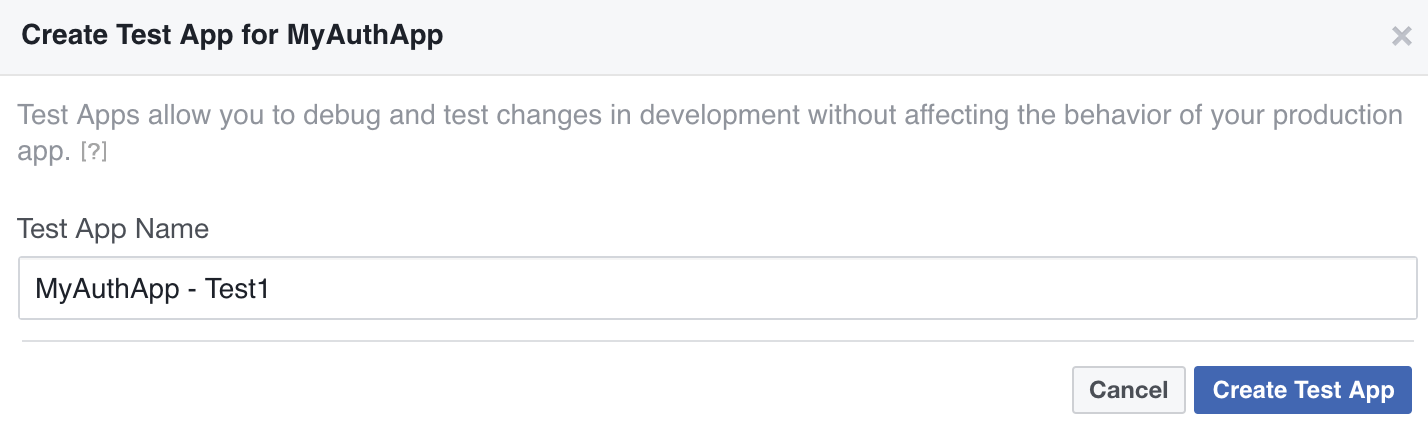 Create Test App for MyAuthApp
×
Test Apps allow you to debug and test changes in development without affecting the behavior of your production
app. [?]
Test App Name
MyAuthApp - Test1
Cancel
Create Test App